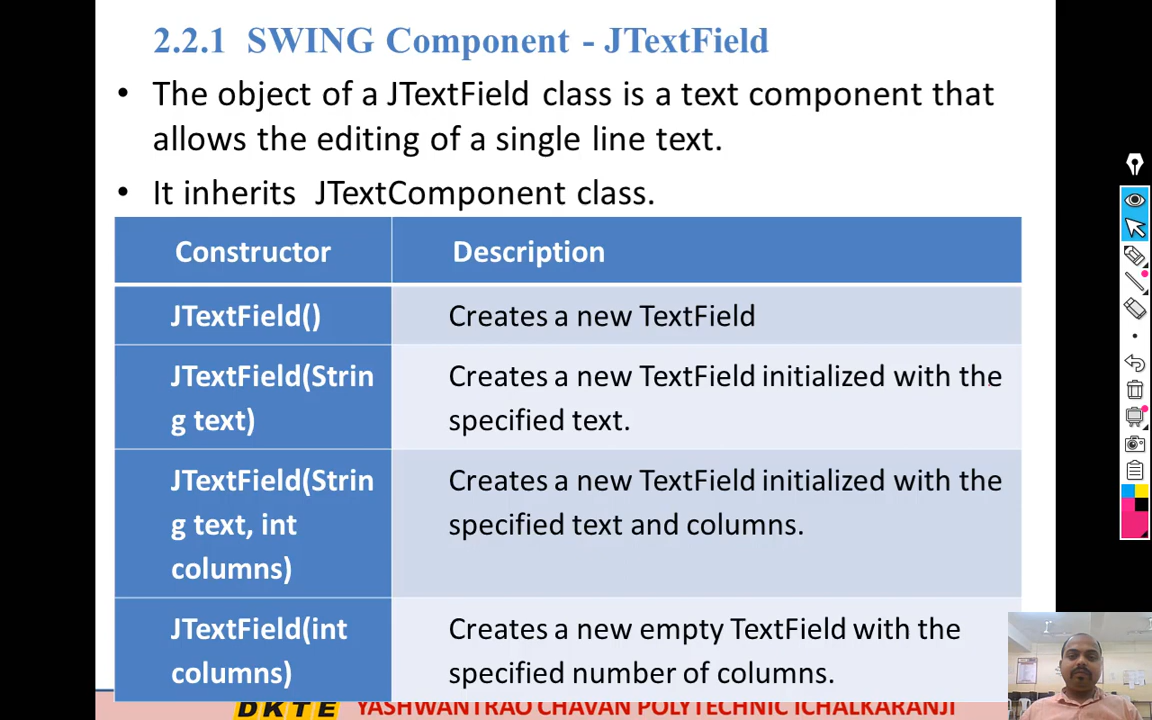 2.2.1 SWING Component - JTextField
• The object of a JTextField class is a text component that
allows the editing of a single line text.
• It inherits JTextComponent class.
Constructor Description
JTextField() Creates a new TextField
JTextField(Strin
g text)
Creates a new TextField initialized with the
specified text.
JTextField(Strin
g text, int
columns)
Creates a new TextField initialized with the
specified text and columns.
JTextField(int
columns)
Creates a new empty TextField with the
specified number of columns.
DKTE YASHWANTRAO CHAVAN POLYTECHNIC ICHALKARANJI